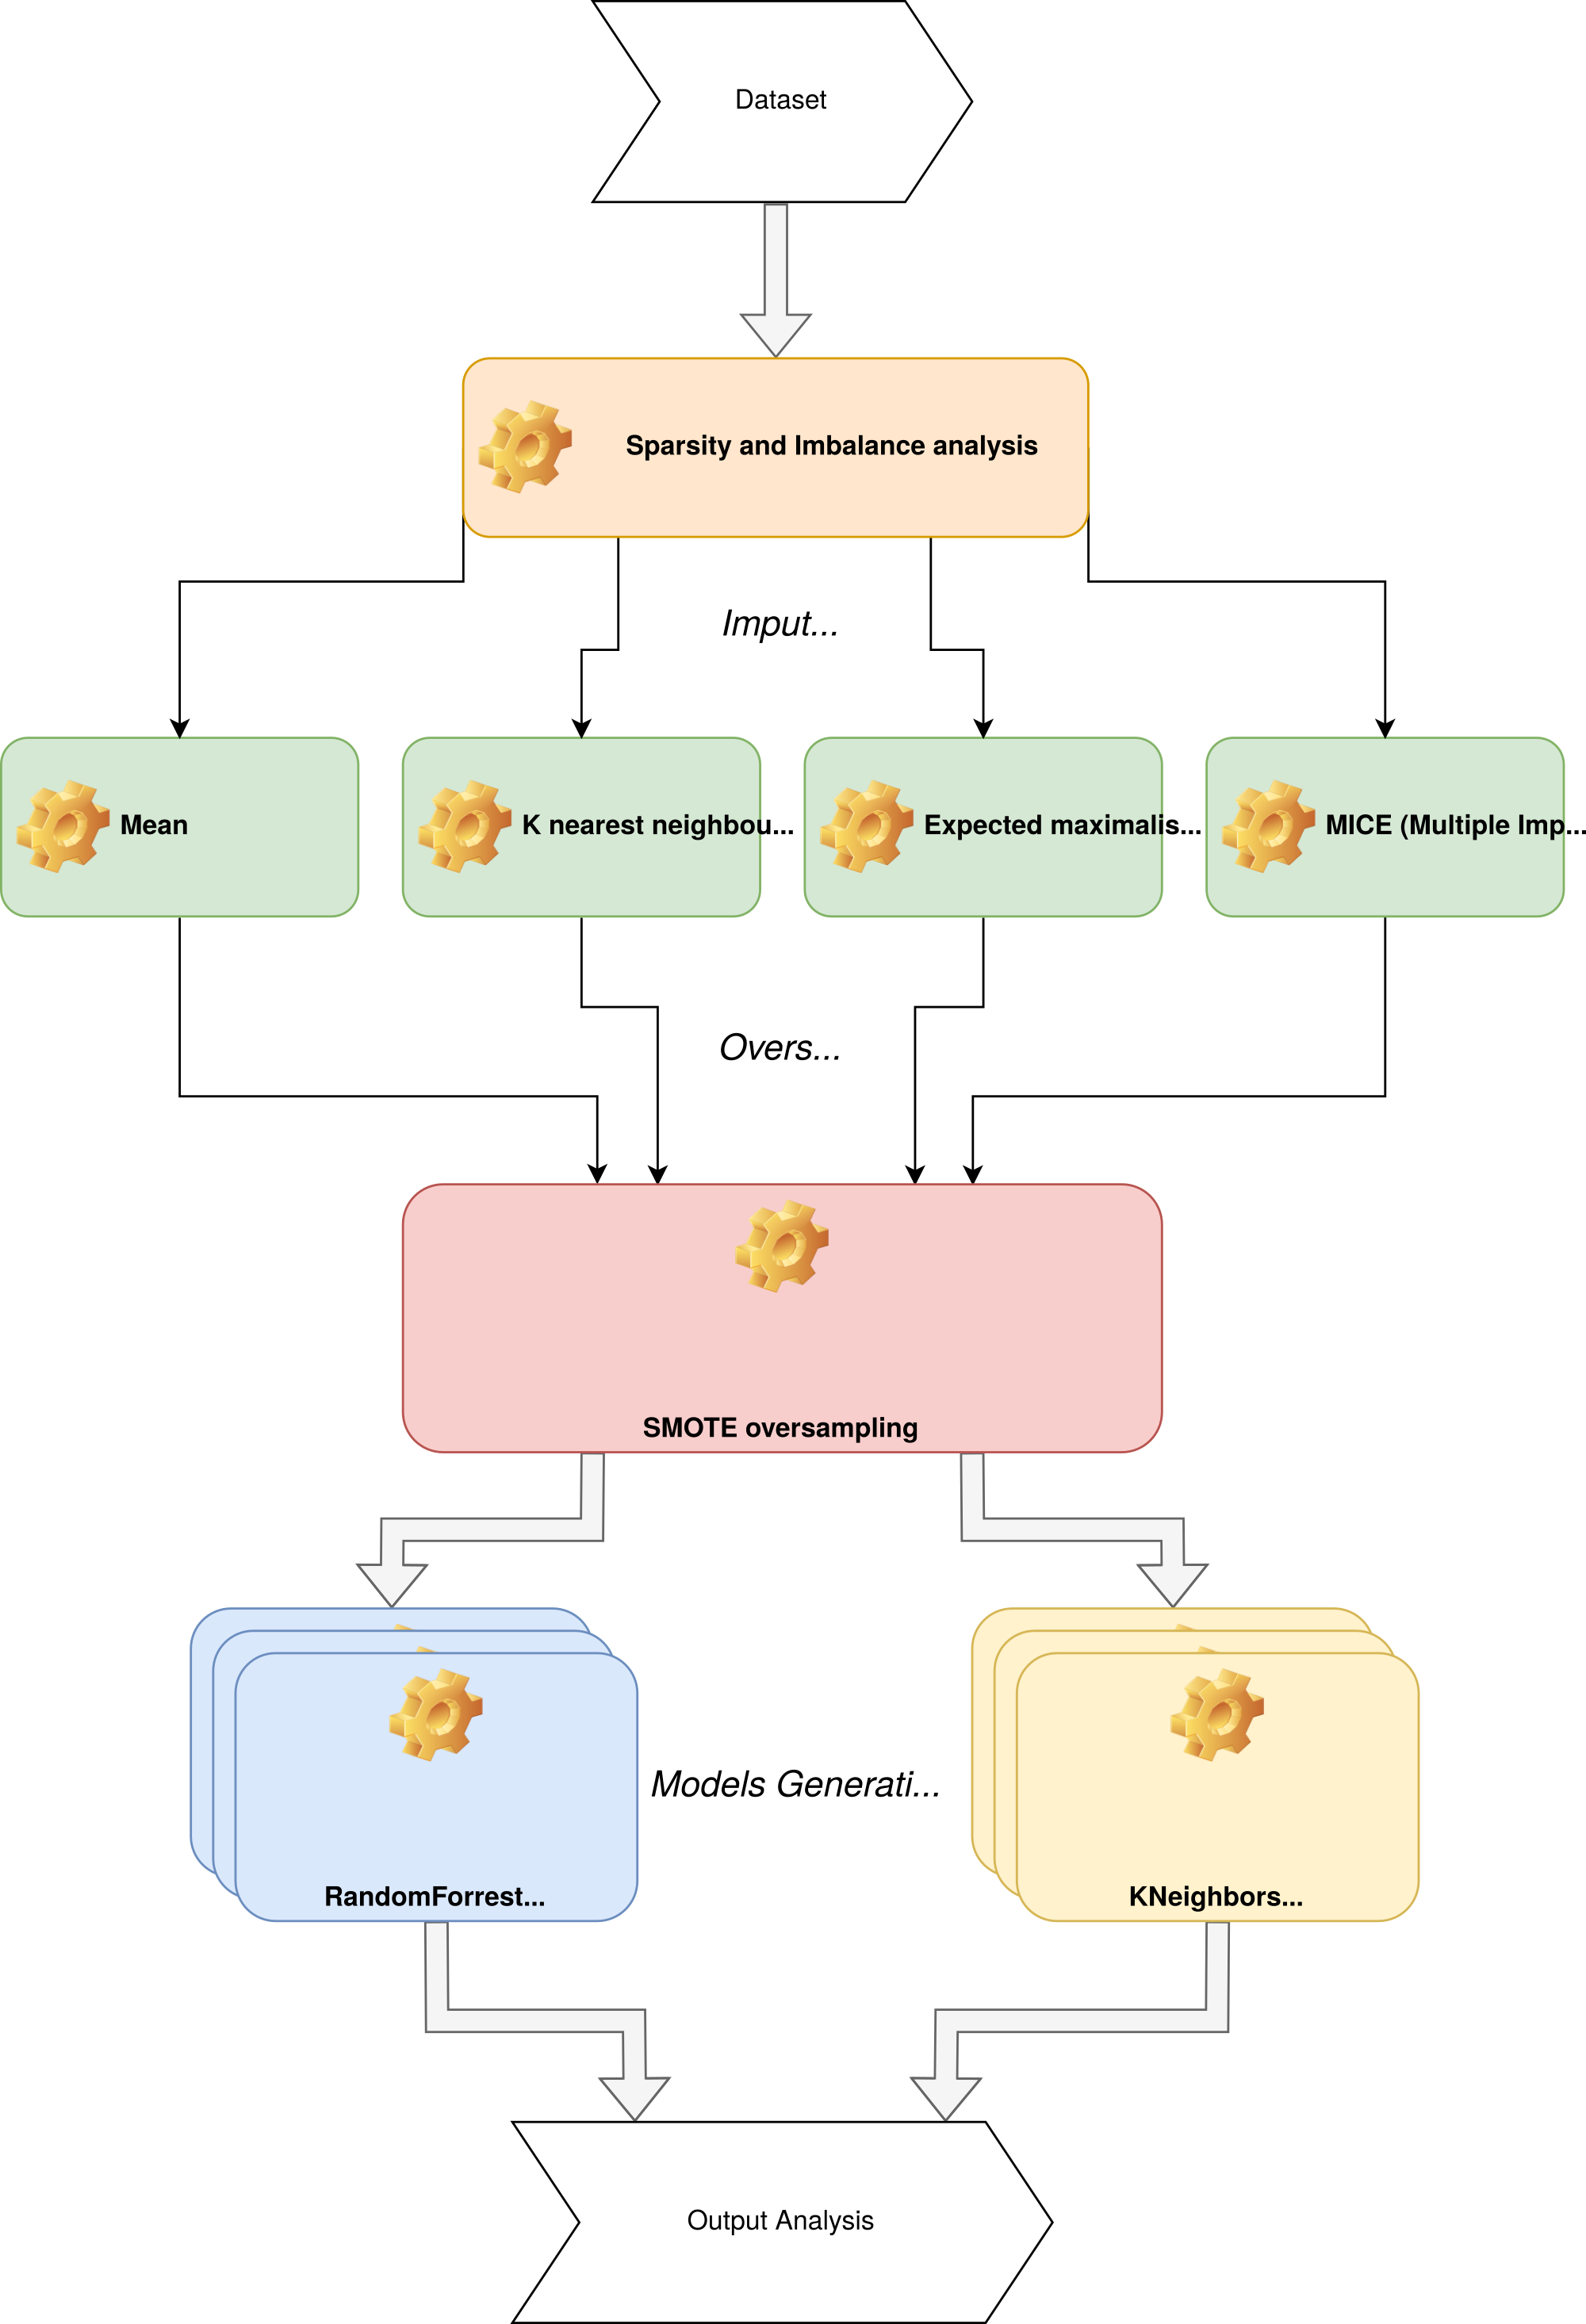 Dataset
Sparsity and Imbalance analysis
Imput...
Mean
K nearest neighbou...
Expected maximalis...
MICE (Multiple Imp...
Overs...
SMOTE oversampling
Models Generati...
RandomForrest...
KNeighbors...
Output Analysis